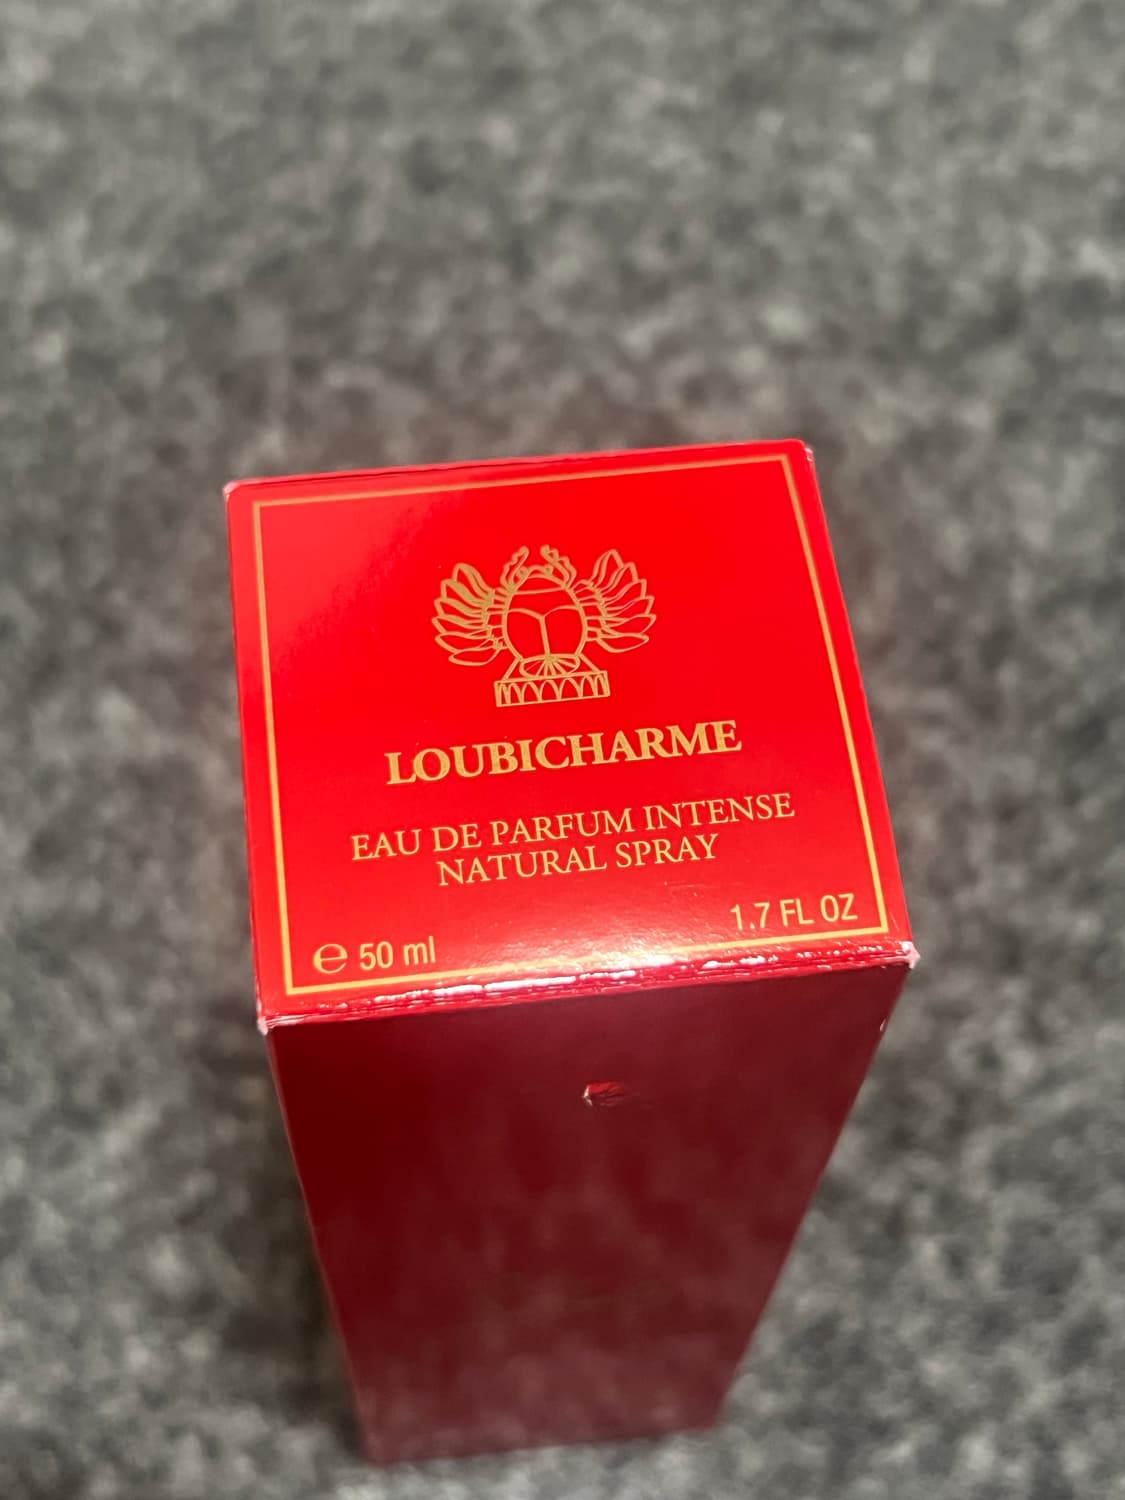 LOUBICHARME
EAU DE PARFUM INTENSE
NATURAL SPRAY
℮ 50 ml
1.7 FL OZ